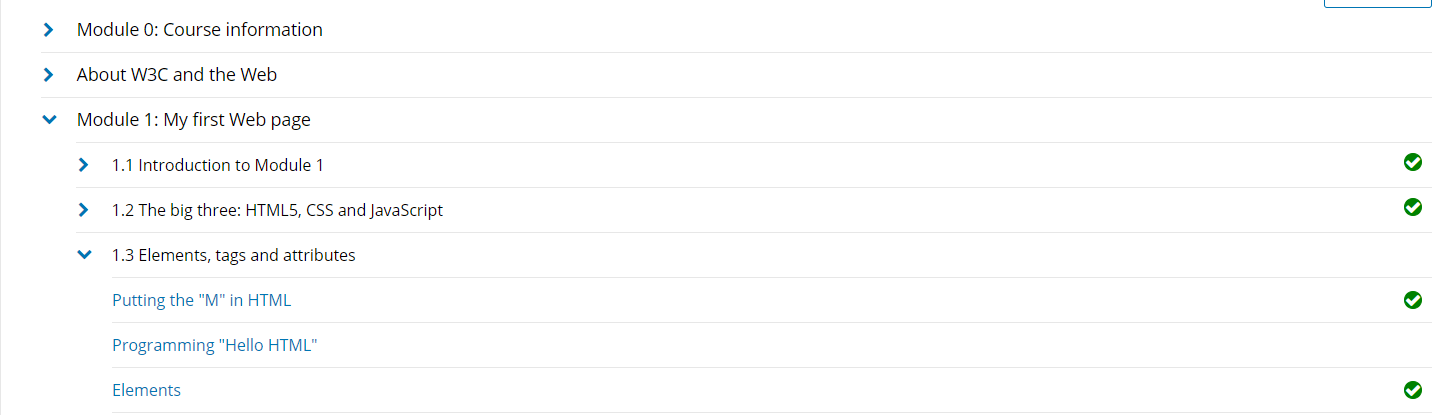 Module 0: Course information
About W3C and the Web
Module 1: My first Web page
1.1 Introduction to Module 1
1.2 The big three: HTML5, CSS and JavaScript
1.3 Elements, tags and attributes
Putting the "M" in HTML
Programming "Hello HTML"
Elements